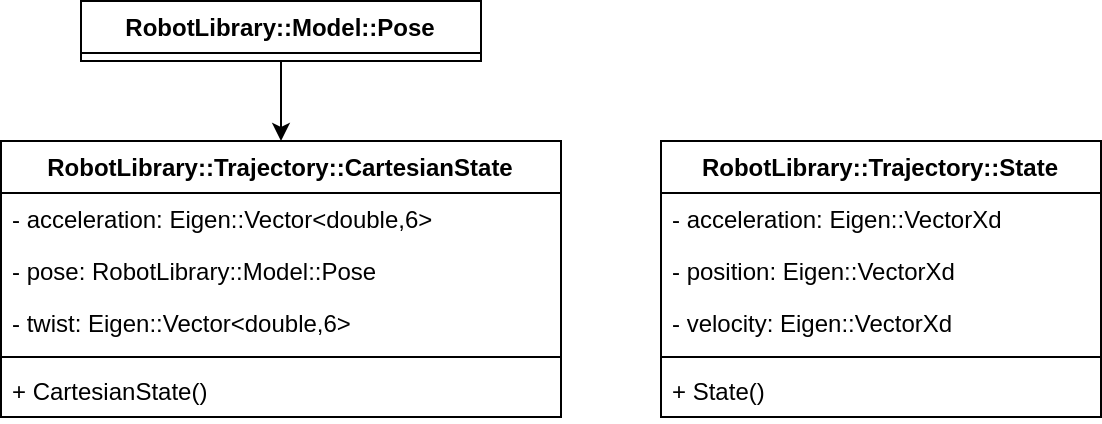 RobotLibrary::Model::Pose
RobotLibrary::Trajectory::CartesianState
- acceleration: Eigen::Vector<double,6>
- pose: RobotLibrary::Model::Pose
- twist: Eigen::Vector<double,6>
+ CartesianState()
RobotLibrary::Trajectory::State
- acceleration: Eigen::VectorXd
- position: Eigen::VectorXd
- velocity: Eigen::VectorXd
+ State()